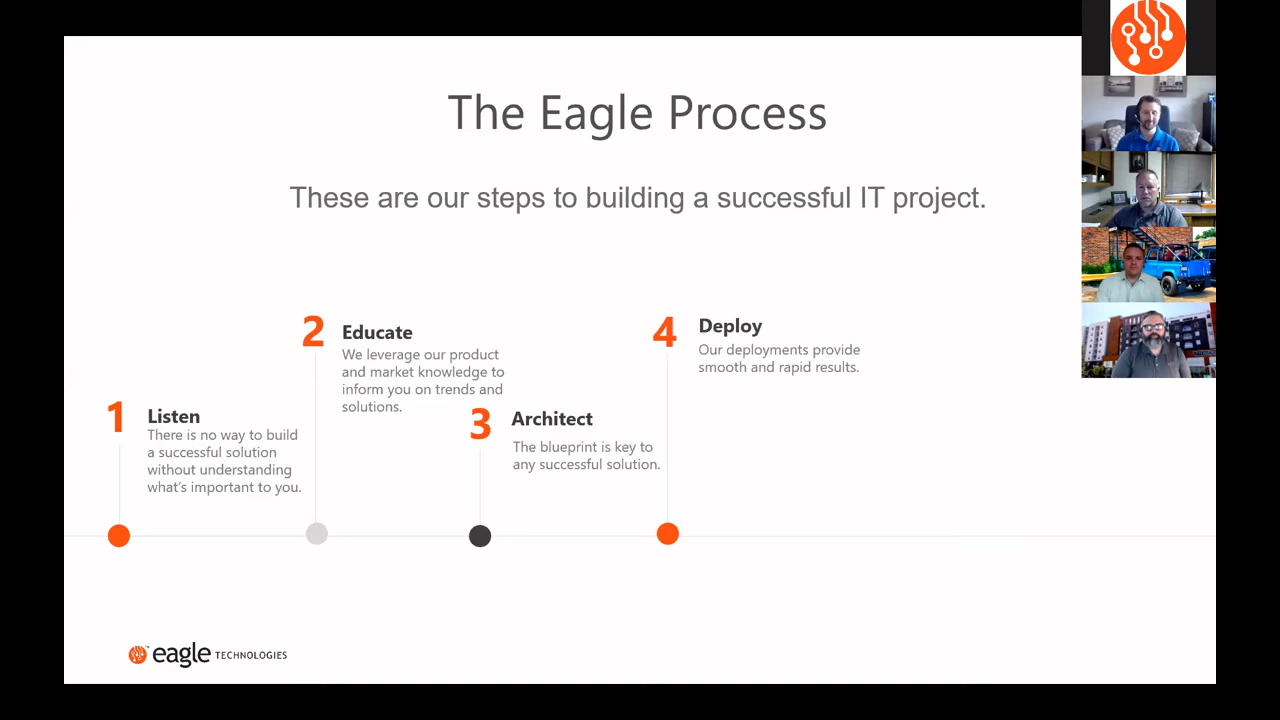 The Eagle Process
These are our steps to building a successful IT project.
1
Listen
There is no way to build
a successful solution
without understanding
what's important to you.
2
Educate
We leverage our product
and market knowledge to
inform you on trends and
solutions.
3
Architect
The blueprint is key to
any successful solution.
4
Deploy
Our deployments provide
smooth and rapid results.
eagle TECHNOLOGIES